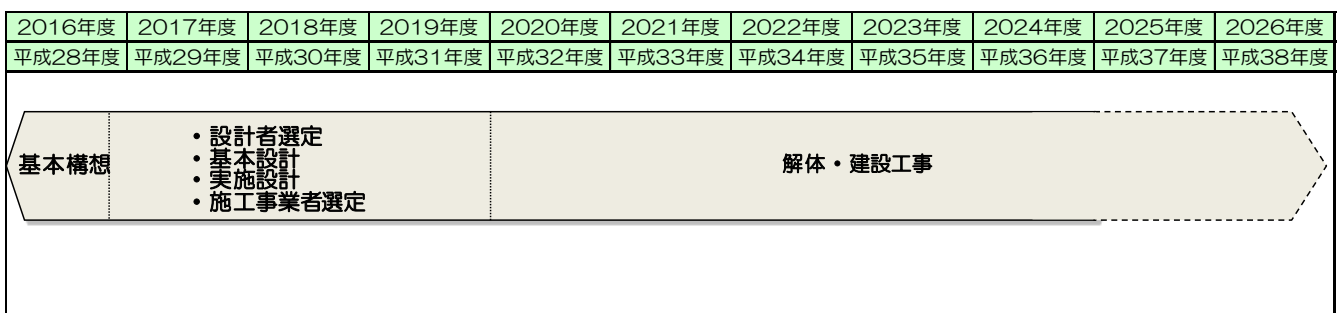 2016年度 2017年度 2018年度 2019年度 2020年度 2021年度 2022年度 2023年度 2024年度 2025年度 2026年度
平成28年度 平成29年度 平成30年度 平成31年度 平成32年度 平成33年度 平成34年度 平成35年度 平成36年度 平成37年度 平成38年度
基本構想
・設計者選定
・基本設計
・実施設計
・施工事業者選定
解体・建設工事